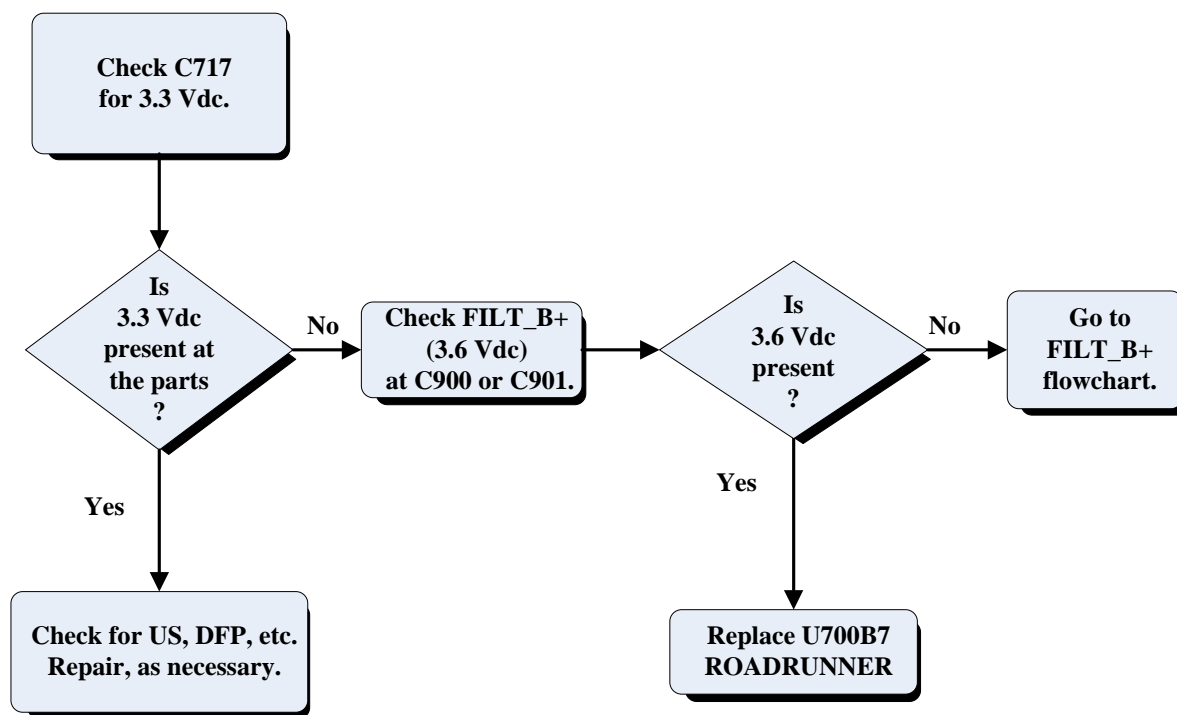 Check C717
for 3.3 Vdc.
Is
3.3 Vdc
present at
the parts
?
No
Check FILT_B+
(3.6 Vdc)
at C900 or C901.
Is
3.6 Vdc
present
?
No
Go to
FILT_B+
flowchart.
Yes
Check for US, DFP, etc.
Repair, as necessary.
Yes
Replace U700B7
ROADRUNNER